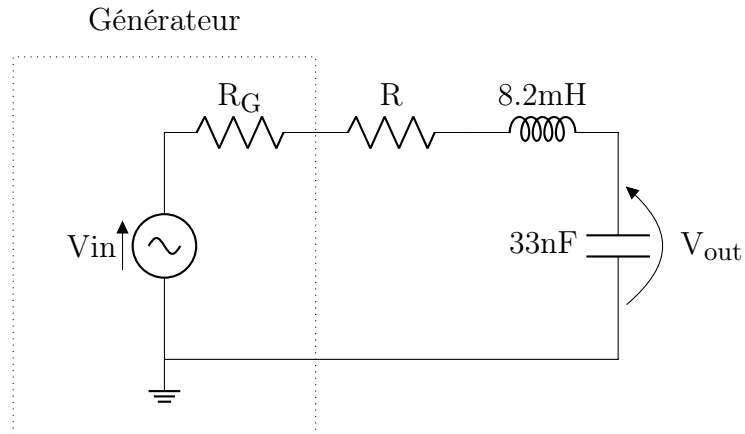 Générateur
R_G
R
8.2mH
Vin
33nF
V_out